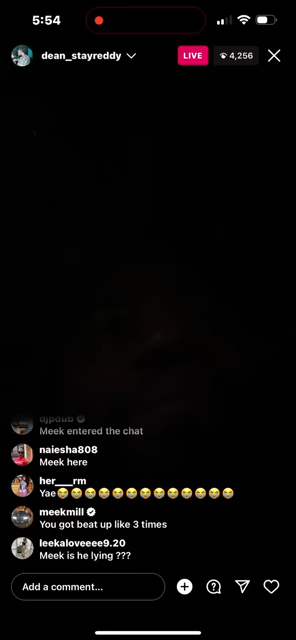 5:54
dean_stayreddy
LIVE
4,256
djpdub
Meek entered the chat
naiesha808
Meek here
her___rm
Yae😭😭😭😭😭😭😭😭😭😭😭😭😭
meekmill
You got beat up like 3 times
leekaloveeee9.20
Meek is he lying ???
Add a comment...